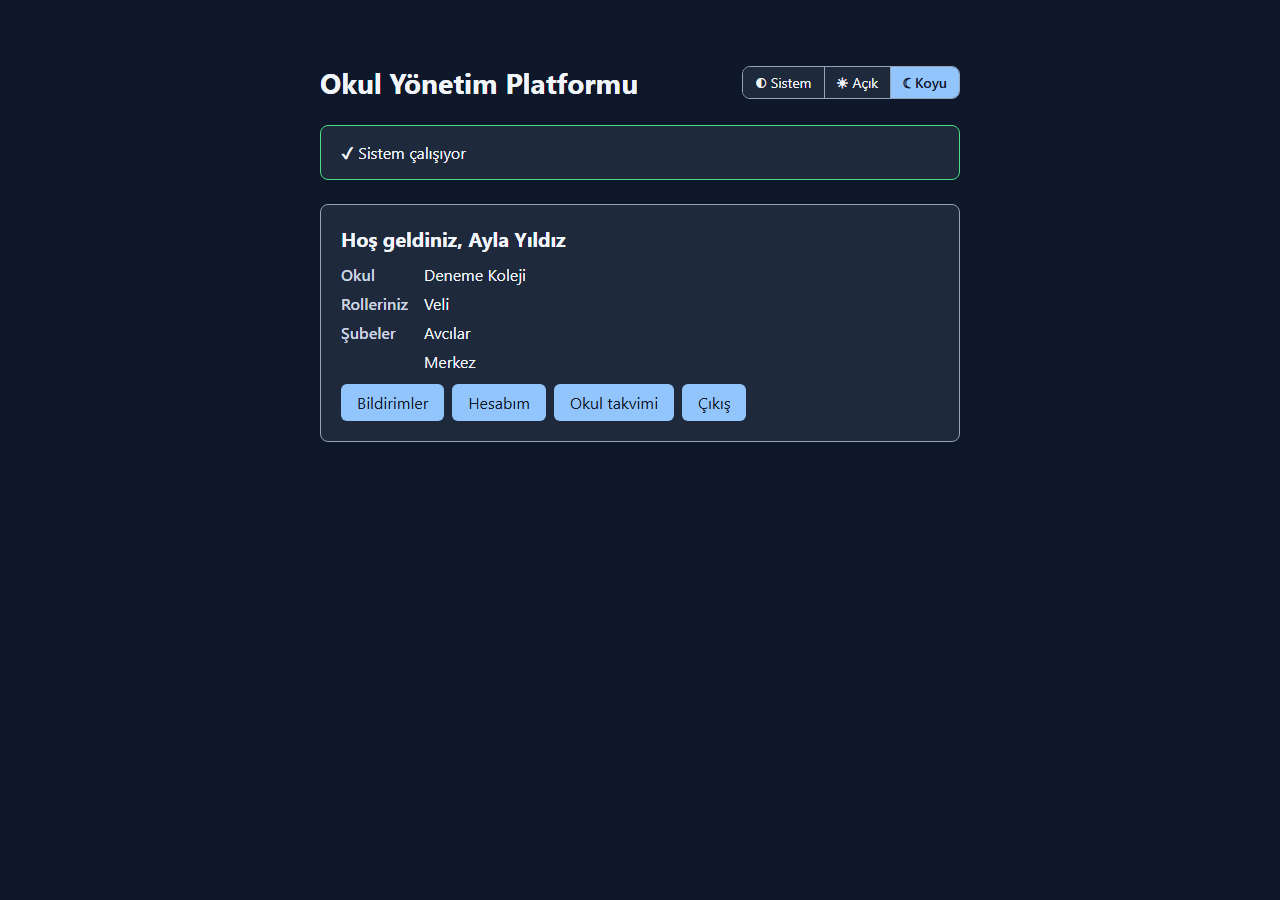 Okul Yönetim Platformu
◐ Sistem ☀ Açık ☾ Koyu
✓ Sistem çalışıyor
Hoş geldiniz, Ayla Yıldız
Okul Deneme Koleji
Rolleriniz Veli
Şubeler Avcılar
Merkez
Bildirimler Hesabım Okul takvimi Çıkış